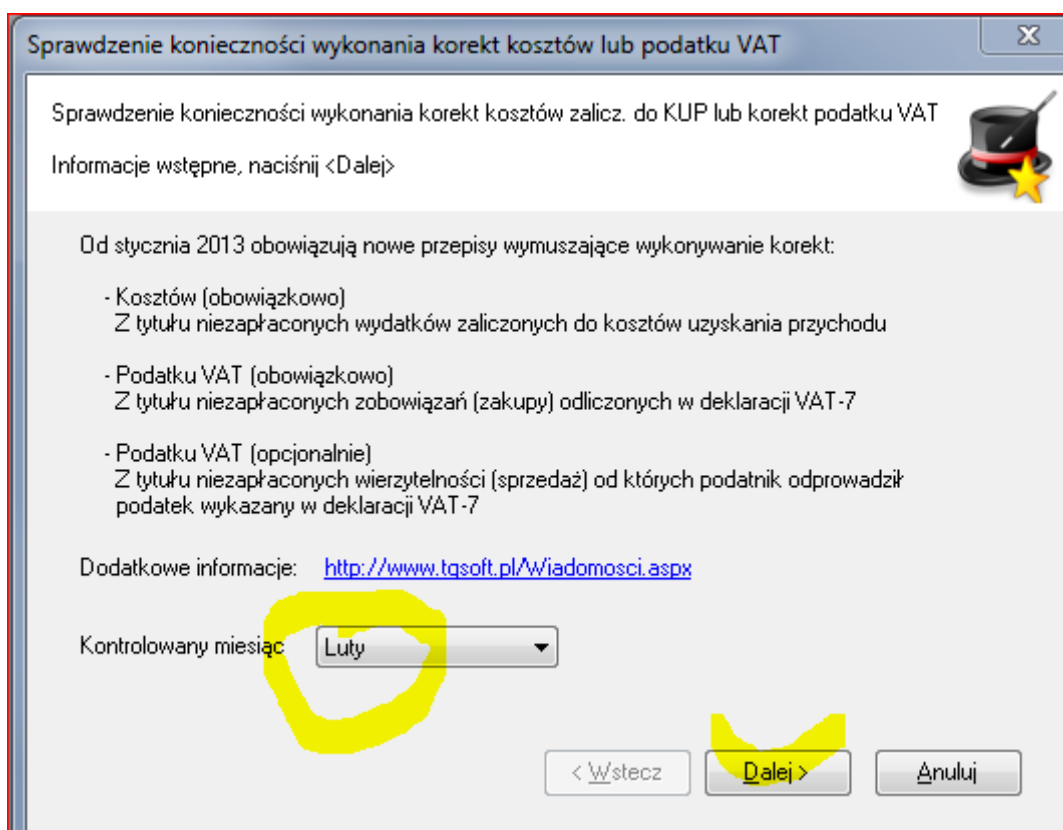 Sprawdzenie konieczności wykonania korekt kosztów lub podatku VAT
Sprawdzenie konieczności wykonania korekt kosztów zalicz. do KUP lub korekt podatku VAT
Informacje wstępne, naciśnij <Dalej>
Od stycznia 2013 obowiązują nowe przepisy wymuszające wykonywanie korekt:
- Kosztów (obowiązkowo)
Z tytułu niezapłaconych wydatków zaliczonych do kosztów uzyskania przychodu
- Podatku VAT (obowiązkowo)
Z tytułu niezapłaconych zobowiązań (zakupy) odliczonych w deklaracji VAT-7
- Podatku VAT (opcjonalnie)
Z tytułu niezapłaconych wierzytelności (sprzedaż) od których podatnik odprowadził
podatek wykazany w deklaracji VAT-7
Dodatkowe informacje: http://www.tgsoft.pl/Wiadomosci.aspx
Kontrolowany miesiąc Luty
< Wstecz Dalej > Anuluj